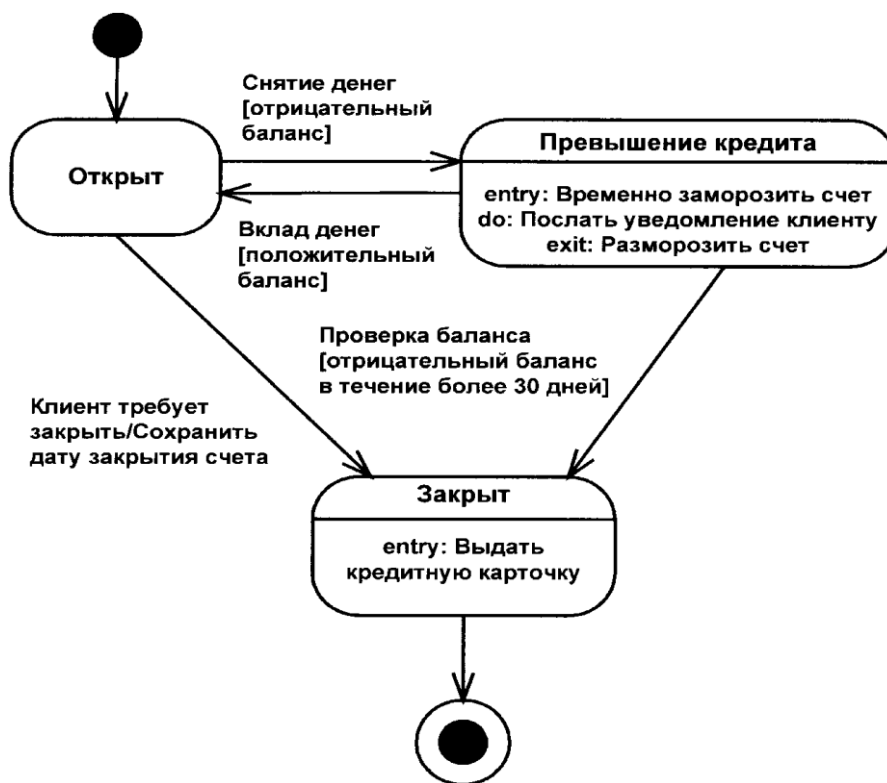 Снятие денег
[отрицательный
баланс]
Открыт
Превышение кредита
entry: Временно заморозить счет
do: Послать уведомление клиенту
exit: Разморозить счет
Вклад денег
[положительный
баланс]
Проверка баланса
[отрицательный баланс
в течение более 30 дней]
Клиент требует
закрыть/Сохранить
дату закрытия счета
Закрыт
entry: Выдать
кредитную карточку